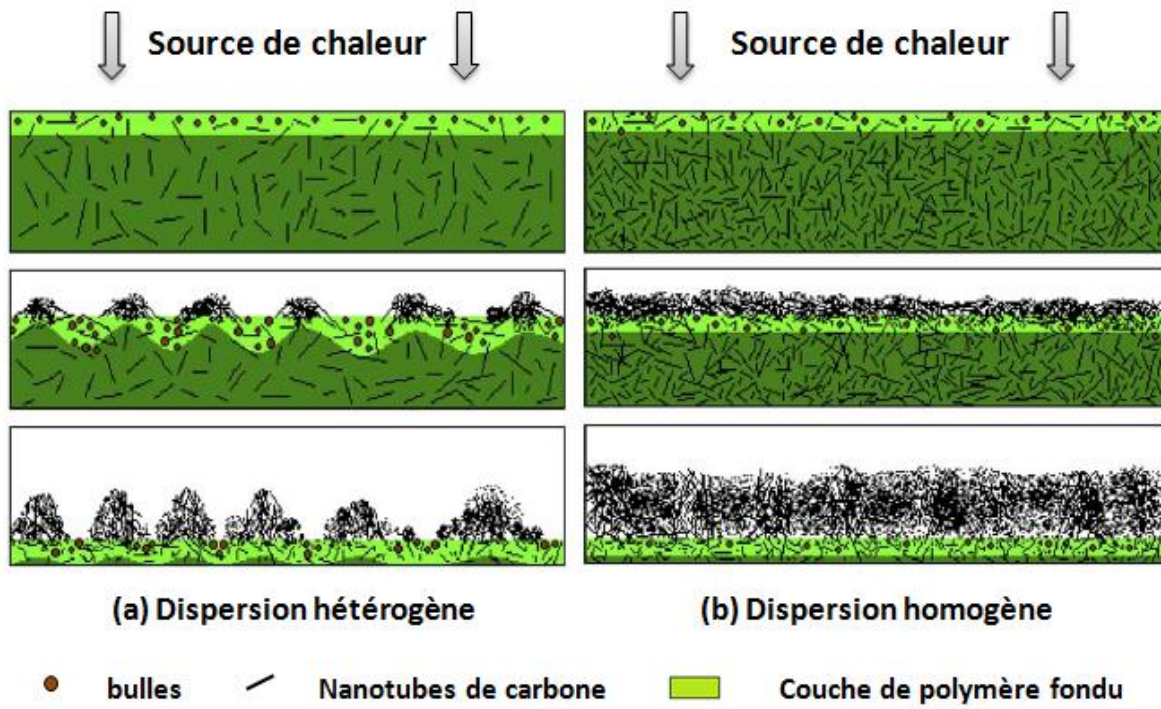 Source de chaleur
Source de chaleur
(a) Dispersion hétérogène
(b) Dispersion homogène
bulles
Nanotubes de carbone
Couche de polymère fondu